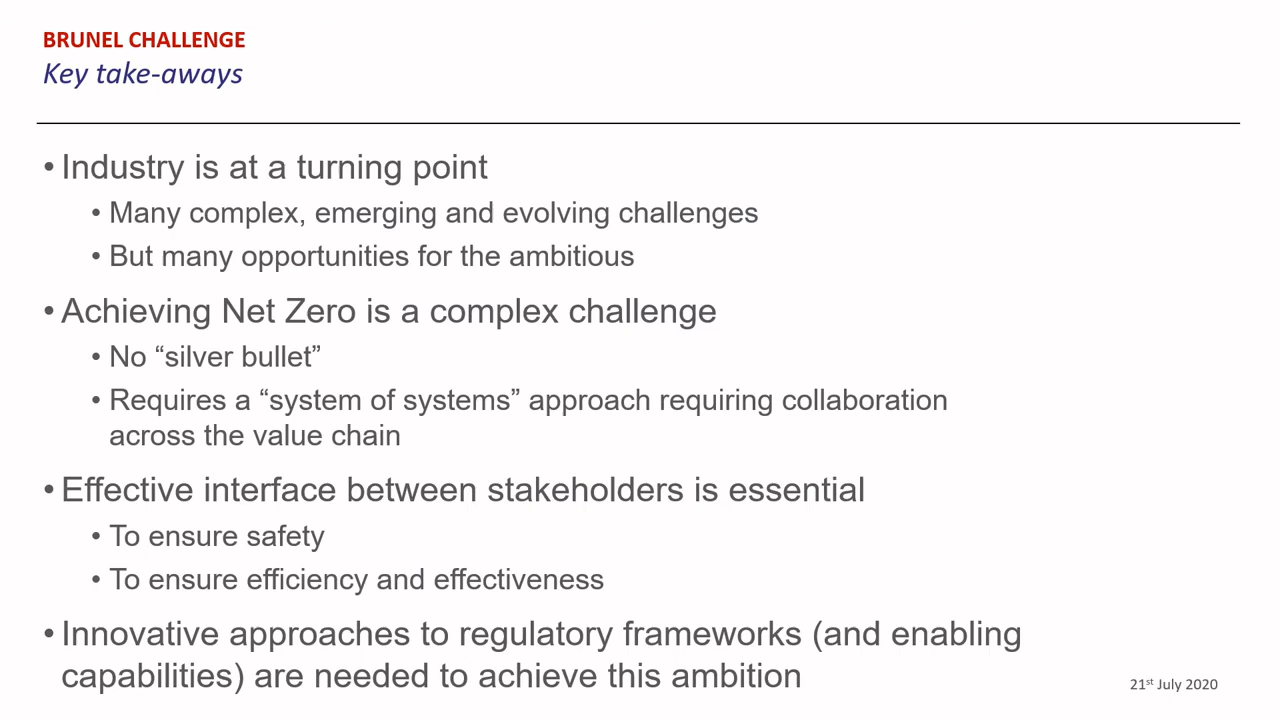 BRUNEL CHALLENGE
Key take-aways
• Industry is at a turning point
• Many complex, emerging and evolving challenges
• But many opportunities for the ambitious
• Achieving Net Zero is a complex challenge
• No “silver bullet”
• Requires a “system of systems” approach requiring collaboration
across the value chain
• Effective interface between stakeholders is essential
• To ensure safety
• To ensure efficiency and effectiveness
• Innovative approaches to regulatory frameworks (and enabling
capabilities) are needed to achieve this ambition
21st July 2020